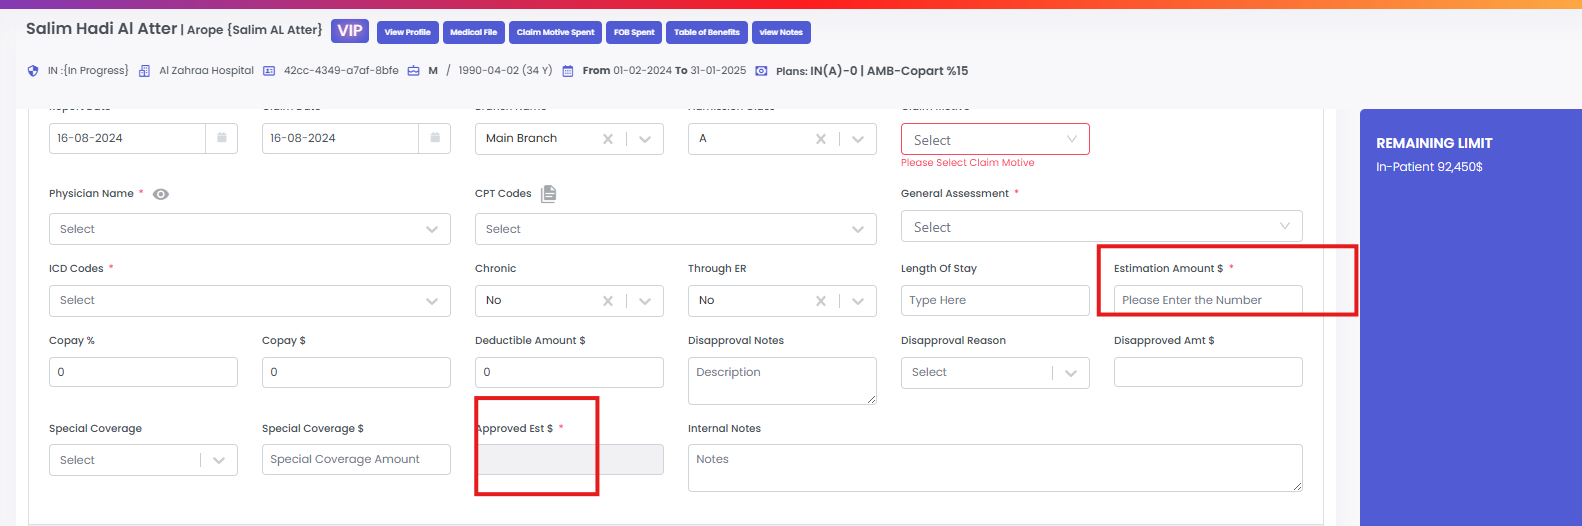 Salim Hadi Al Atter | Arope {Salim AL Atter} VIP View Profile Medical File Claim Motive Spent FOB Spent Table of Benefits view Notes
IN :{In Progress} Al Zahraa Hospital 42cc-4349-a7af-8bfe M / 1990-04-02 (34 Y) From 01-02-2024 To 31-01-2025 Plans: IN(A)-0 | AMB-Copart %15
16-08-2024 16-08-2024 Main Branch A Select
Please Select Claim Motive
REMAINING LIMIT
In-Patient 92,450$
Physician Name * CPT Codes General Assessment *
Select Select Select
ICD Codes * Chronic Through ER Length Of Stay Estimation Amount $ *
Select No No Type Here Please Enter the Number
Copay % Copay $ Deductible Amount $ Disapproval Notes Disapproval Reason Disapproved Amt $
0 0 0 Description Select
Special Coverage Special Coverage $ Approved Est $ * Internal Notes
Select Special Coverage Amount Notes